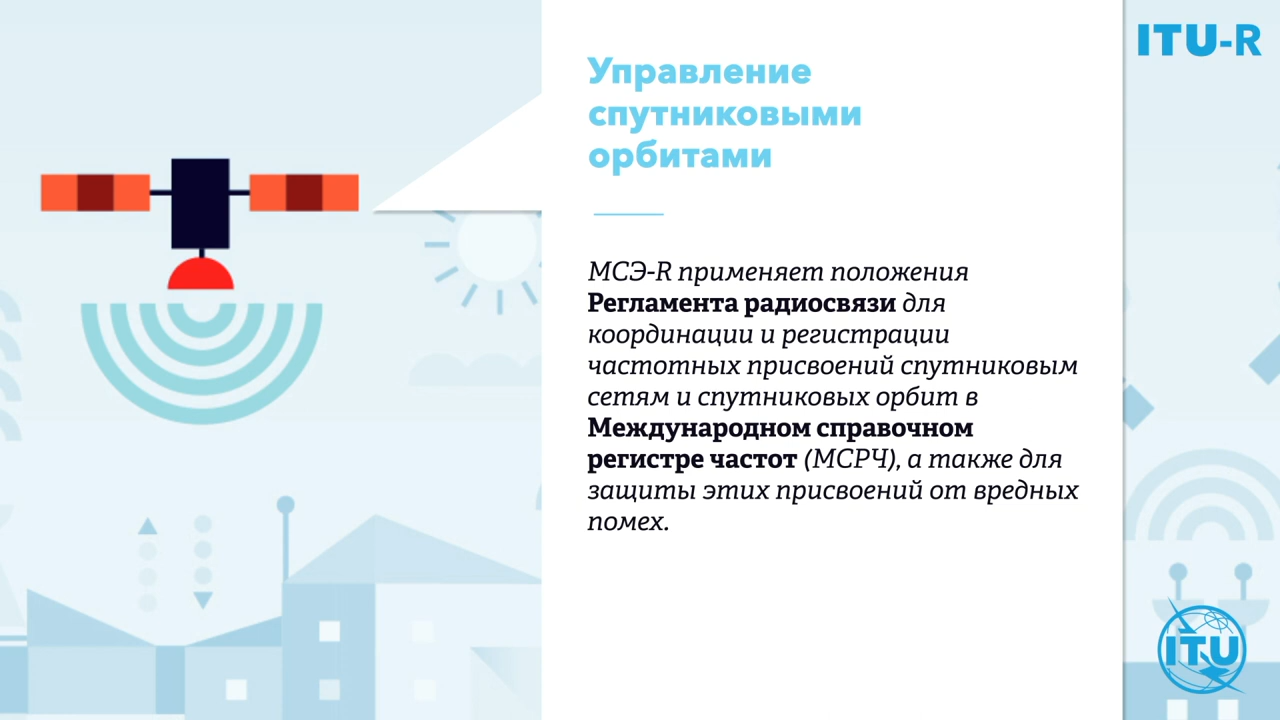 ITU-R
Управление
спутниковыми
орбитами
МСЭ-R применяет положения
Регламента радиосвязи для
координации и регистрации
частотных присвоений спутниковым
сетям и спутниковых орбит в
Международном справочном
регистре частот (МСРЧ), а также для
защиты этих присвоений от вредных
помех.
ITU